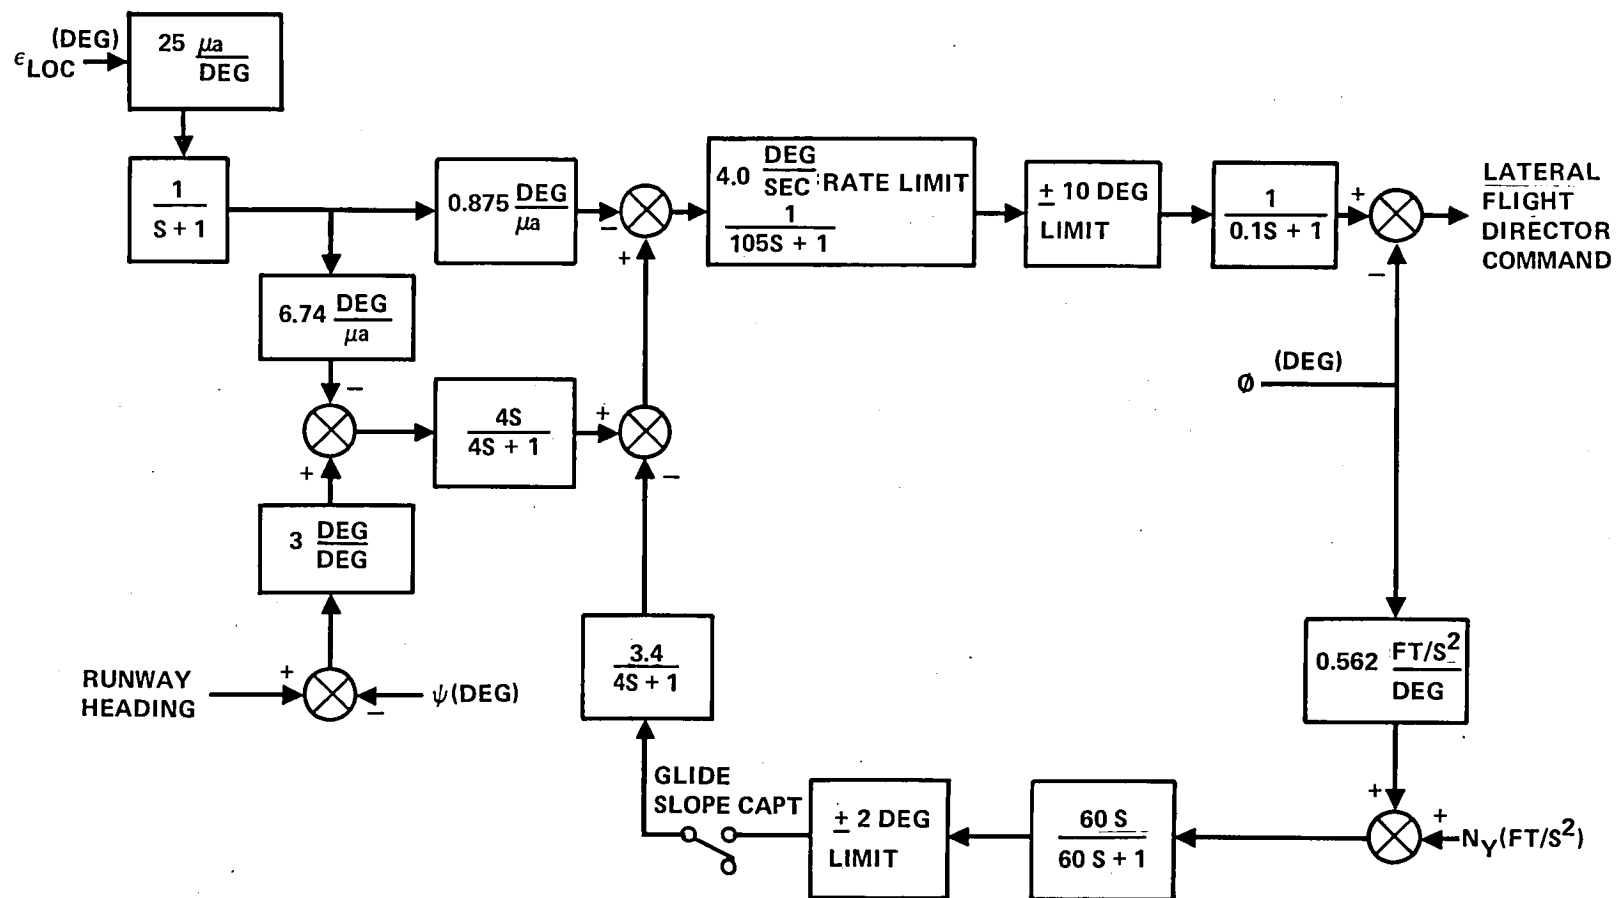 (DEG)
ϵLOC
25 μa
DEG
1
S + 1
0.875 DEG
μa
–
+
4.0 DEG
SEC : RATE LIMIT
1
105S + 1
± 10 DEG
LIMIT
1
0.1S + 1
+
–
LATERAL
FLIGHT
DIRECTOR
COMMAND
6.74 DEG
μa
–
+
4S
4S + 1
+
–
(DEG)
Ø
3 DEG
DEG
RUNWAY
HEADING
+
–
ψ(DEG)
3.4
4S + 1
0.562 FT/S²
DEG
GLIDE
SLOPE CAPT
± 2 DEG
LIMIT
60 S
60 S + 1
+
+
NY(FT/S²)